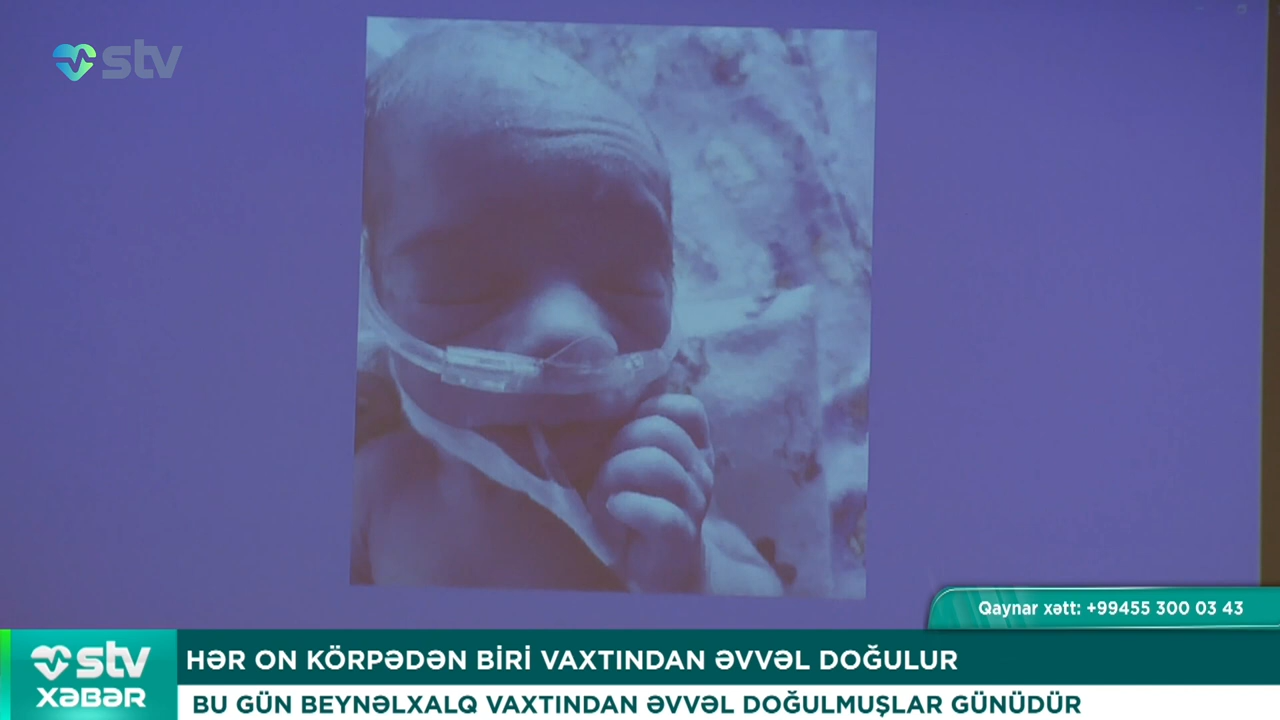 stv
Qaynar xətt: +99455 300 03 43
stv
XƏBƏR
HƏR ON KÖRPƏDƏN BİRİ VAXTINDAN ƏVVƏL DOĞULUR
BU GÜN BEYNƏLXALQ VAXTINDAN ƏVVƏL DOĞULMUŞLAR GÜNÜDÜR